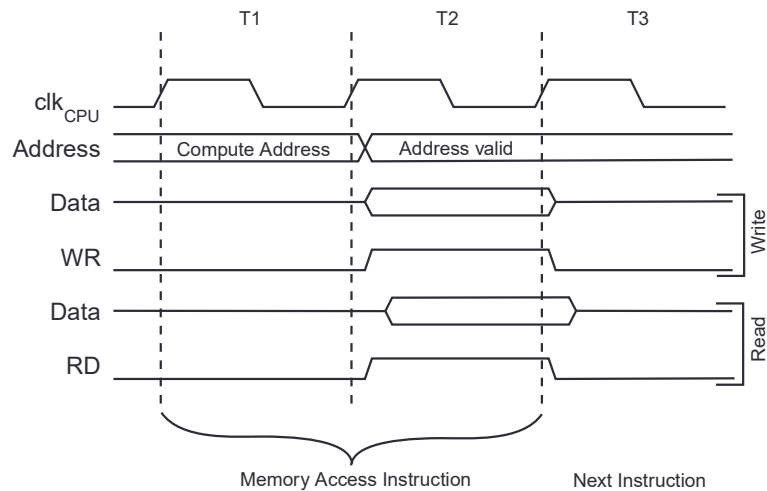 T1 T2 T3
clkCPU
Address Compute Address Address valid
Data
WR
Write
Data
RD
Read
Memory Access Instruction Next Instruction